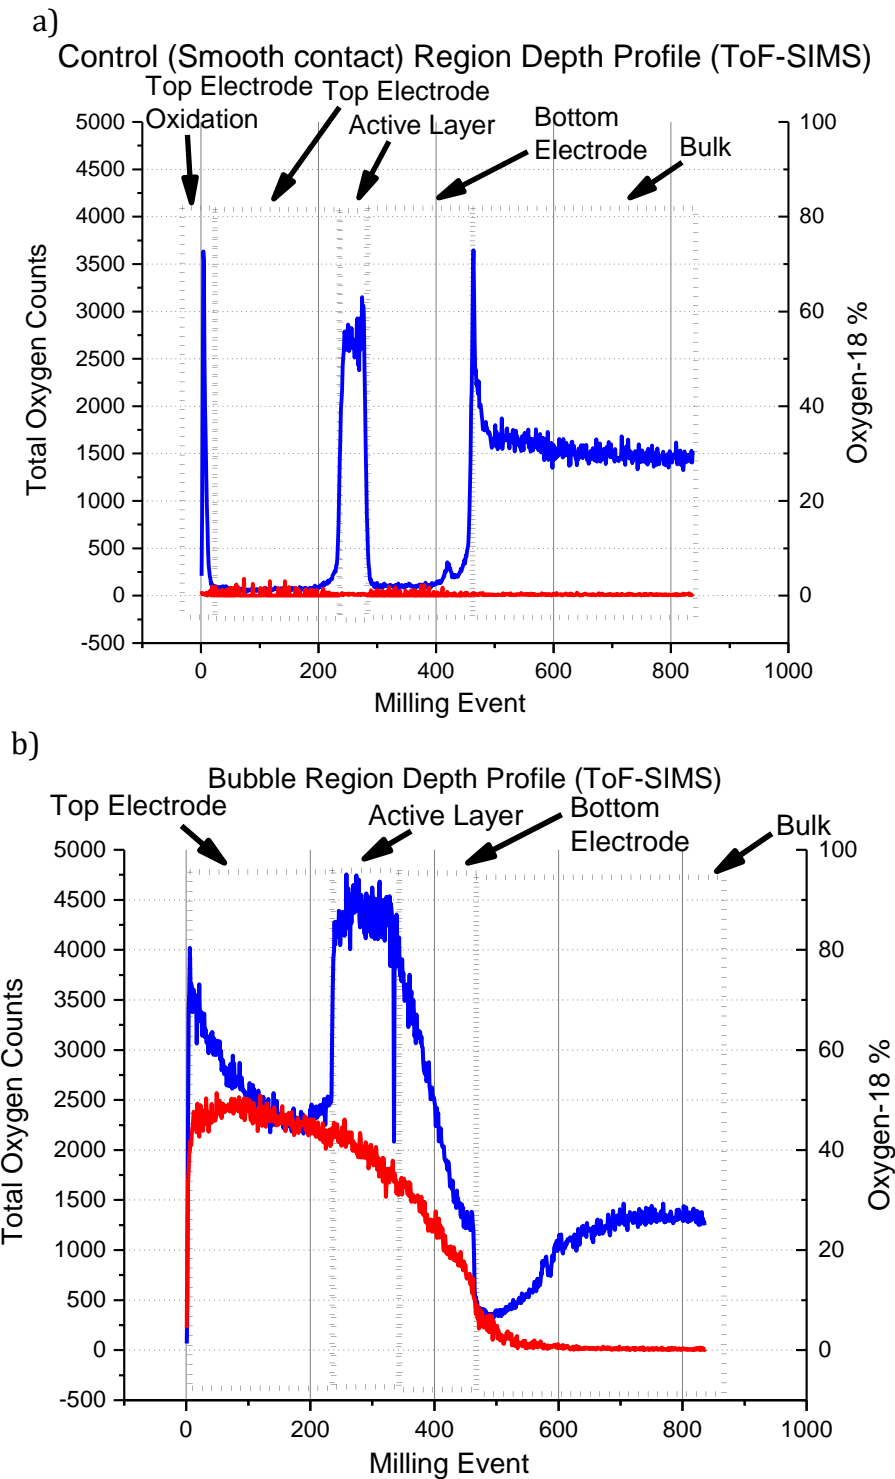 a)
Control (Smooth contact) Region Depth Profile (ToF-SIMS)
Top Electrode
Oxidation
Top Electrode
Active Layer
Bottom
Electrode
Bulk
5000
4500
4000
3500
3000
2500
2000
1500
1000
500
0
-500
Total Oxygen Counts
100
80
60
40
20
0
Oxygen-18 %
0 200 400 600 800 1000
Milling Event
b)
Bubble Region Depth Profile (ToF-SIMS)
Top Electrode
Active Layer
Bottom
Electrode
Bulk
5000
4500
4000
3500
3000
2500
2000
1500
1000
500
0
-500
Total Oxygen Counts
100
80
60
40
20
0
Oxygen-18 %
0 200 400 600 800 1000
Milling Event